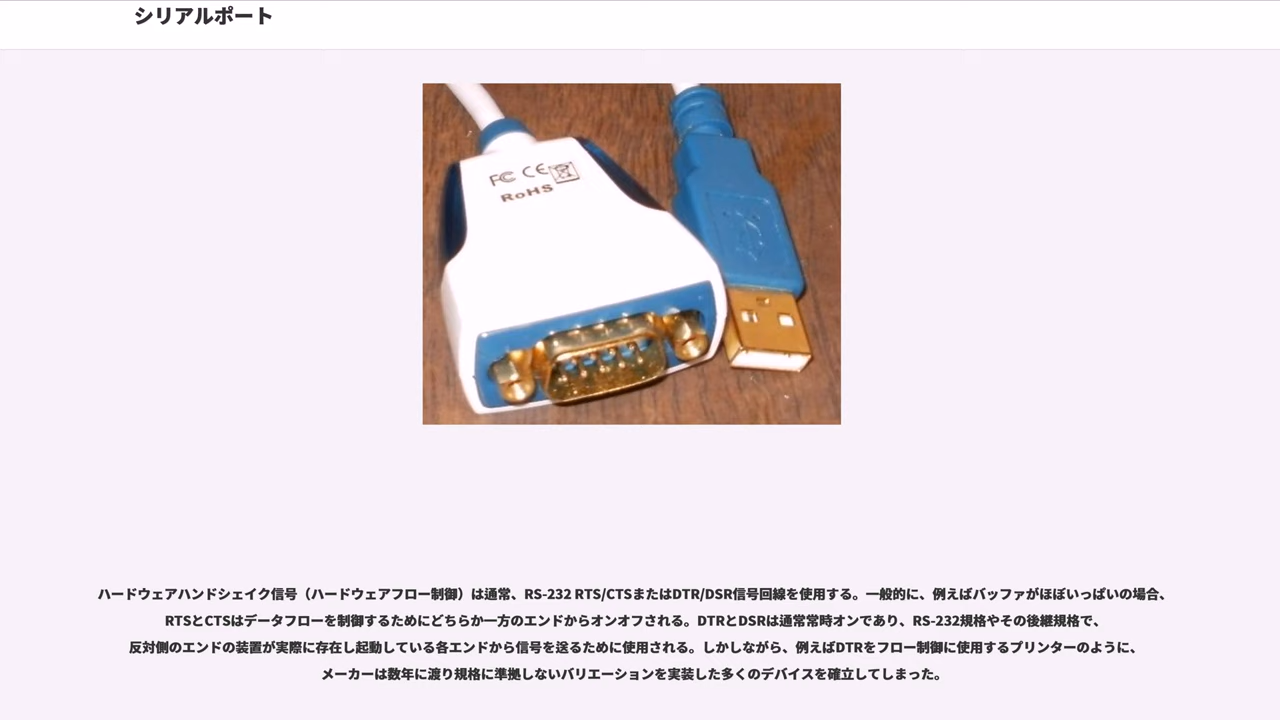 シリアルポート
FC CE
RoHS
ハードウェアハンドシェイク信号（ハードウェアフロー制御）は通常、RS-232 RTS/CTSまたはDTR/DSR信号回線を使用する。一般的に、例えばバッファがほぼいっぱいの場合、
RTSとCTSはデータフローを制御するためにどちらか一方のエンドからオンオフされる。DTRとDSRは通常常時オンであり、RS-232規格やその後継規格で、
反対側のエンドの装置が実際に存在し起動している各エンドから信号を送るために使用される。しかしながら、例えばDTRをフロー制御に使用するプリンターのように、
メーカーは数年に渡り規格に準拠しないバリエーションを実装した多くのデバイスを確立してしまった。